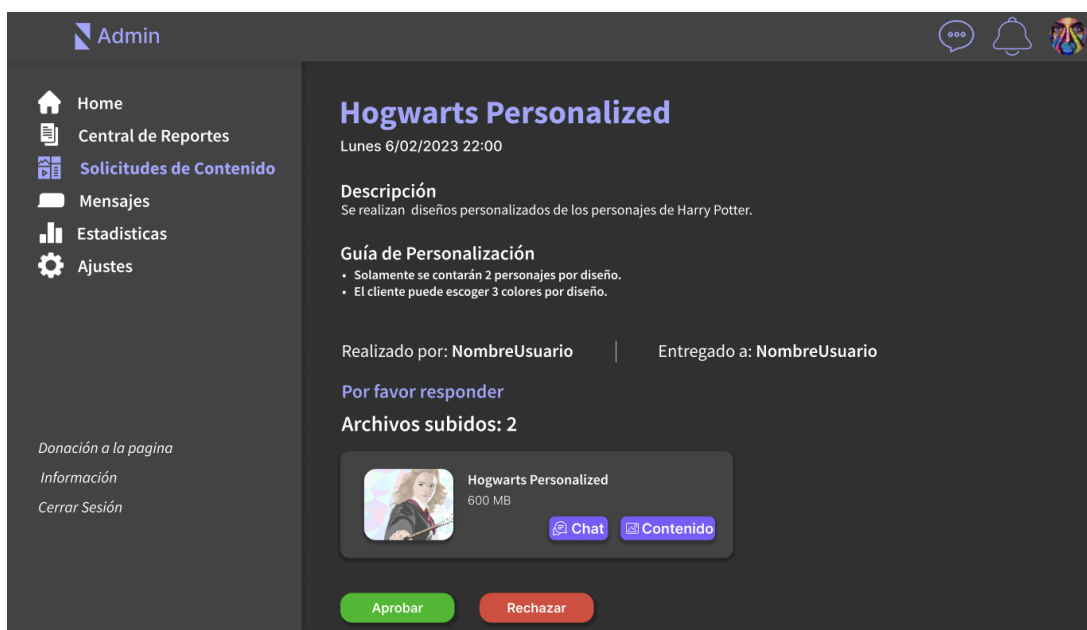 Admin
Home
Central de Reportes
Solicitudes de Contenido
Mensajes
Estadisticas
Ajustes
Donación a la pagina
Información
Cerrar Sesión
Hogwarts Personalized
Lunes 6/02/2023 22:00
Descripción
Se realizan diseños personalizados de los personajes de Harry Potter.
Guía de Personalización
• Solamente se contarán 2 personajes por diseño.
• El cliente puede escoger 3 colores por diseño.
Realizado por: NombreUsuario | Entregado a: NombreUsuario
Por favor responder
Archivos subidos: 2
Hogwarts Personalized
600 MB
Chat Contenido
Aprobar Rechazar